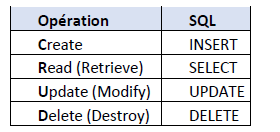 Opération SQL
Create INSERT
Read (Retrieve) SELECT
Update (Modify) UPDATE
Delete (Destroy) DELETE